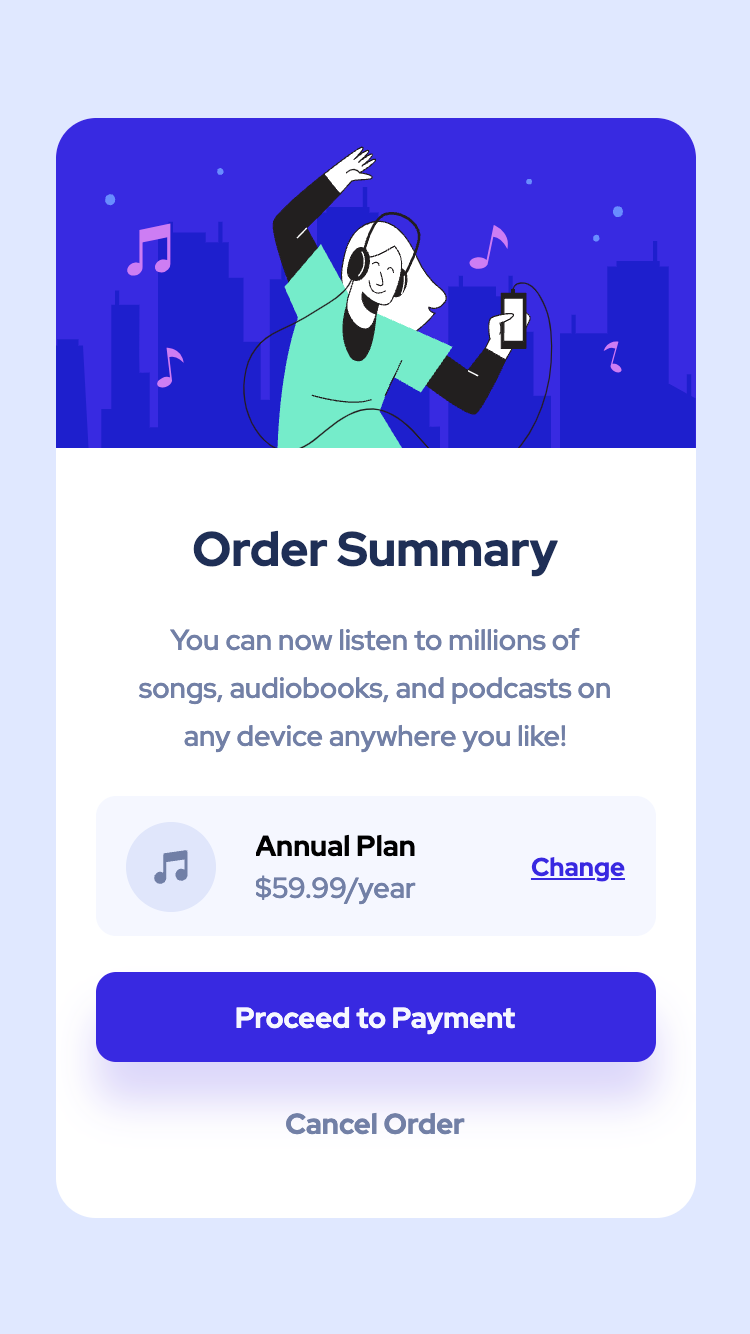 Order Summary
You can now listen to millions of
songs, audiobooks, and podcasts on
any device anywhere you like!
Annual Plan
$59.99/year
Change
Proceed to Payment
Cancel Order